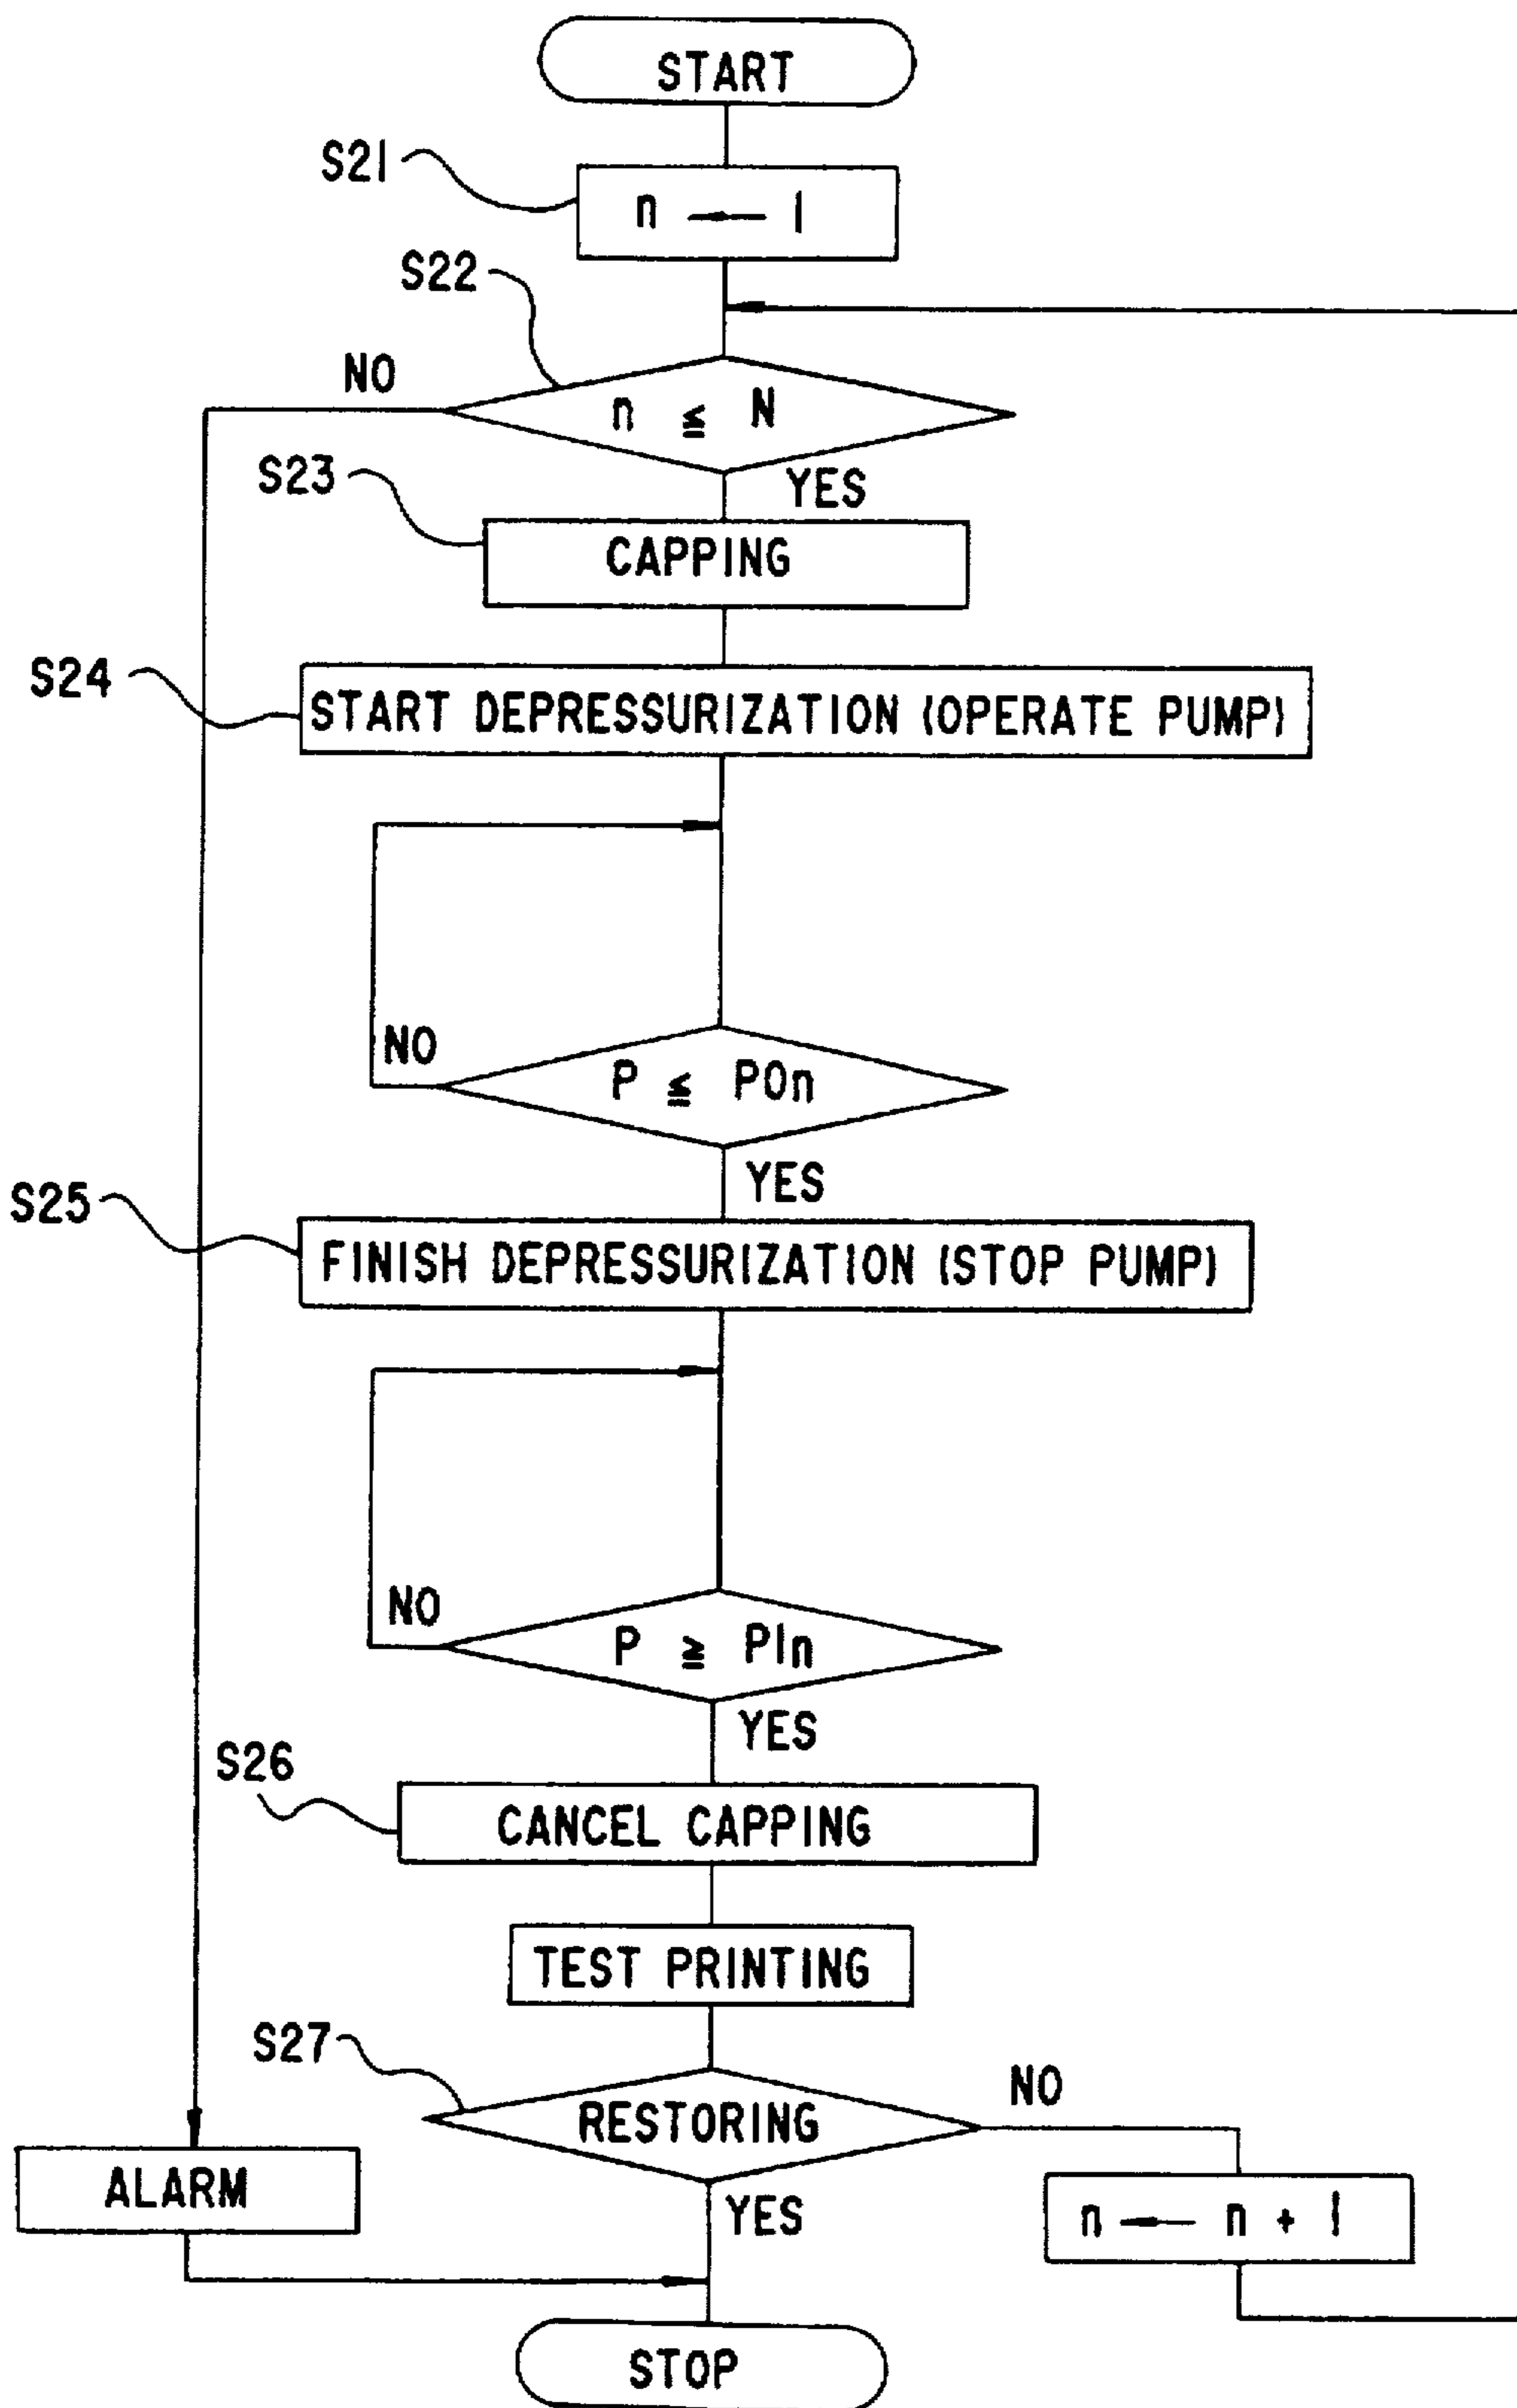 START
S21
n ← 1
S22
NO
n ≦ N
YES
S23
CAPPING
S24
START DEPRESSURIZATION (OPERATE PUMP)
NO
P ≦ P0n
YES
S25
FINISH DEPRESSURIZATION (STOP PUMP)
NO
P ≧ P1n
YES
S26
CANCEL CAPPING
TEST PRINTING
S27
RESTORING
NO
YES
ALARM
n ← n + 1
STOP